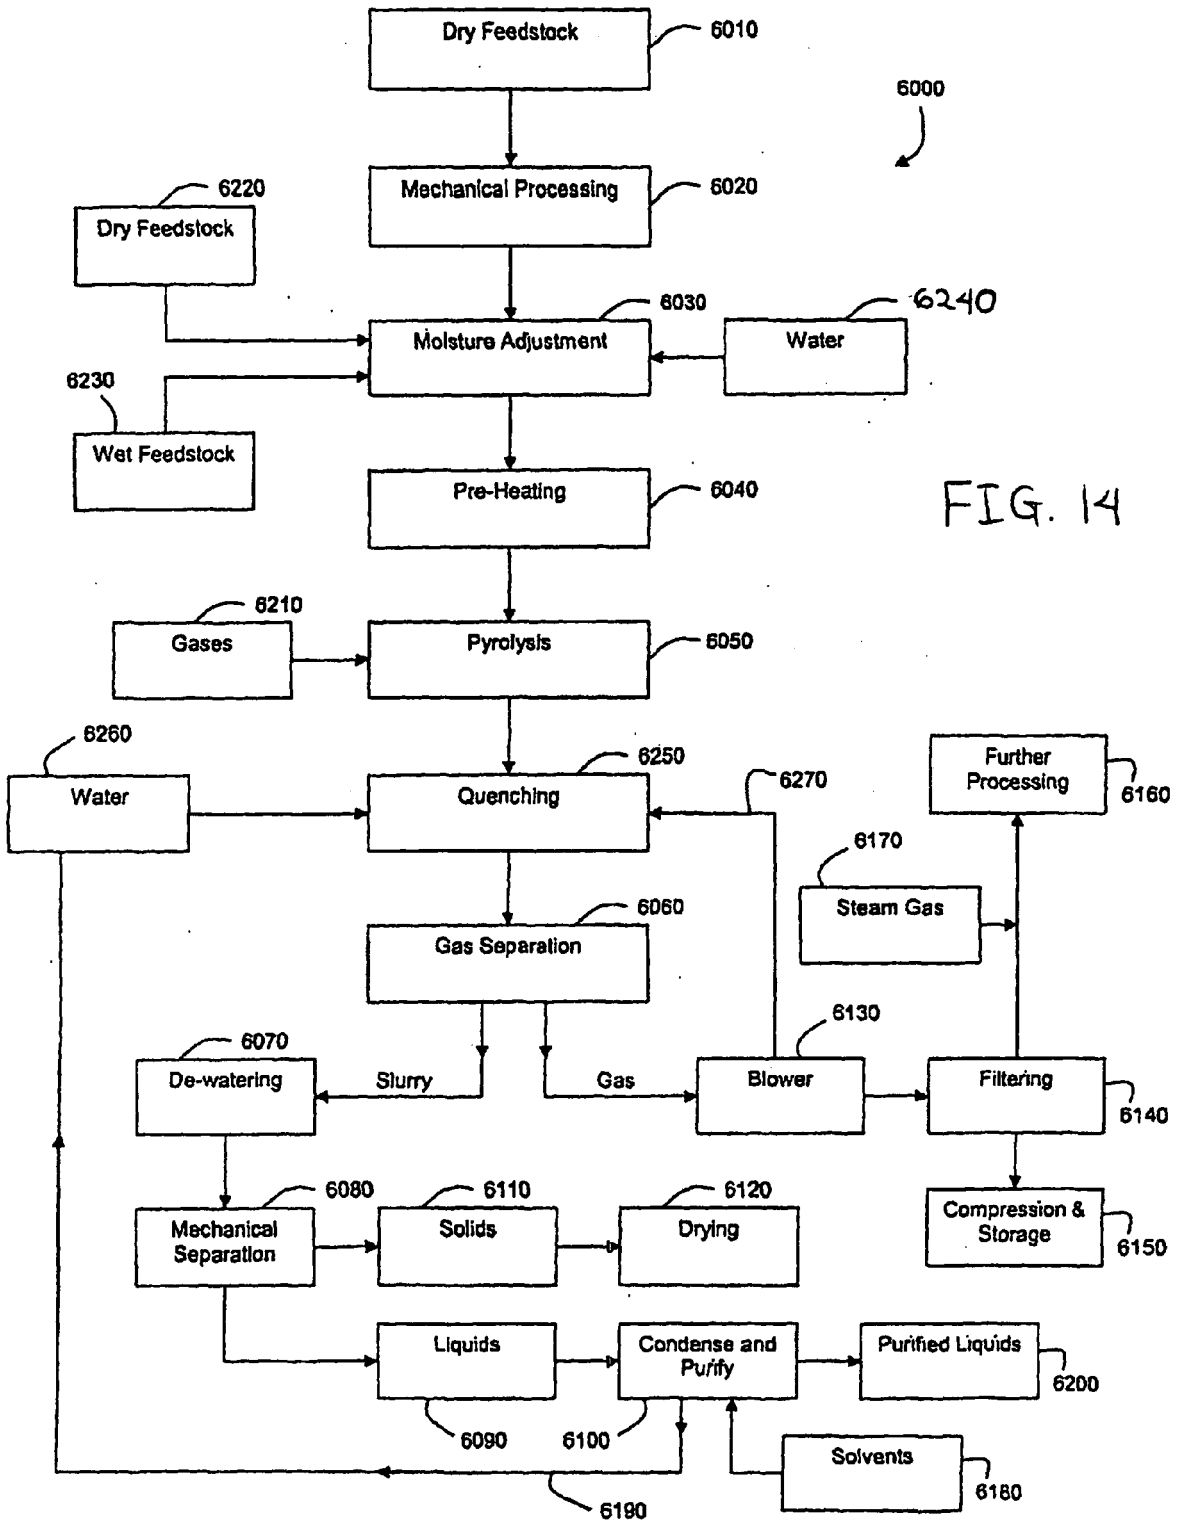 Dry Feedstock
6010
6000
Mechanical Processing
6020
6220
Dry Feedstock
6030
6240
Moisture Adjustment
Water
6230
Wet Feedstock
Pre-Heating
6040
FIG. 14
6210
Gases
Pyrolysis
6050
6260
Water
6250
Quenching
6270
Further
Processing
6160
6170
Steam Gas
6060
Gas Separation
6130
6070
De-watering
Slurry
Gas
Blower
Filtering
6140
6080
Mechanical
Separation
6110
Solids
6120
Drying
Compression &
Storage
6150
Liquids
Condense and
Purify
Purified Liquids
6200
6090
6100
Solvents
6180
6190